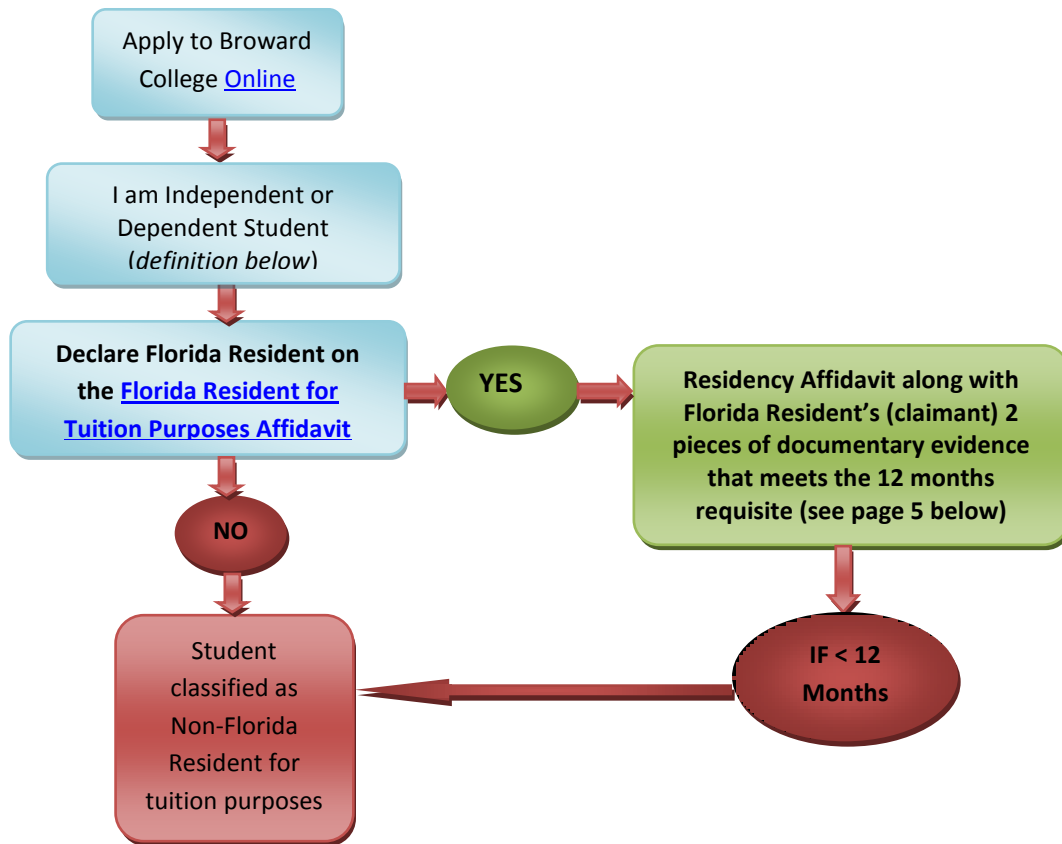 Apply to Broward
College Online
I am Independent or
Dependent Student
(definition below)
Declare Florida Resident on
the Florida Resident for
Tuition Purposes Affidavit
YES
Residency Affidavit along with
Florida Resident's (claimant) 2
pieces of documentary evidence
that meets the 12 months
requisite (see page 5 below)
NO
IF < 12
Months
Student
classified as
Non-Florida
Resident for
tuition purposes